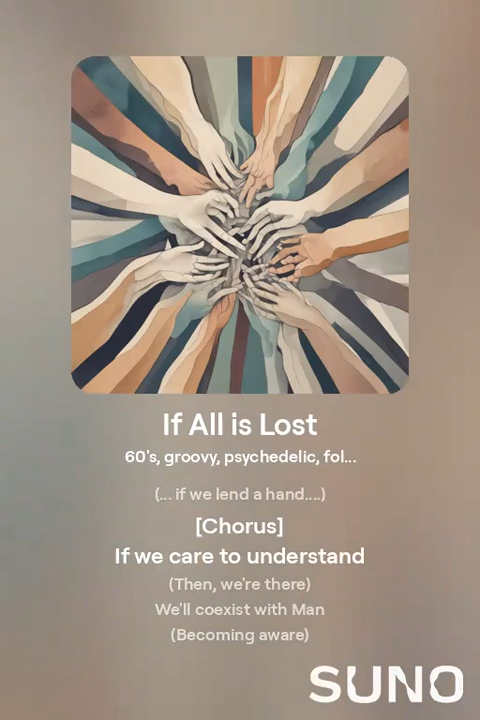 If All is Lost
60's, groovy, psychedelic, fol...
(... if we lend a hand....)
[Chorus]
If we care to understand
(Then, we're there)
We'll coexist with Man
(Becoming aware)
SUNO